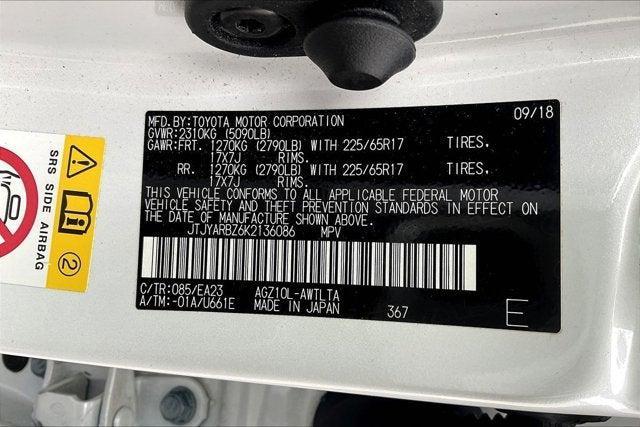 MFD.BY:TOYOTA MOTOR CORPORATION 09/18
GVWR:2310KG (5090LB)
GAWR:FRT. 1270KG (2790LB) WITH 225/65R17 TIRES.
17X7J RIMS.
RR. 1270KG (2790LB) WITH 225/65R17 TIRES.
17X7J RIMS.
THIS VEHICLE CONFORMS TO ALL APPLICABLE FEDERAL MOTOR
VEHICLE SAFETY AND THEFT PREVENTION STANDARDS IN EFFECT ON
THE DATE OF MANUFACTURE SHOWN ABOVE.
JTJYARBZ6K2136086 MPV
C/TR:085/EA23 AGZ10L-AWTLTA
A/TM:-01A/U661E MADE IN JAPAN 367 E
SRS SIDE AIRBAG
2